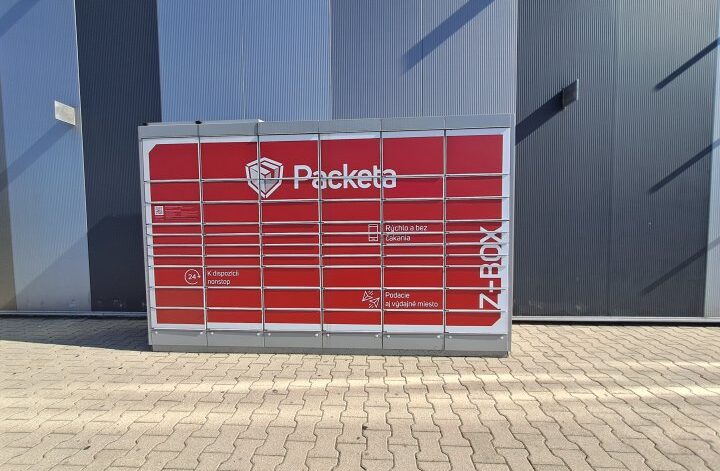 Packeta
Rýchlo a bez
čakania
24
K dispozícii
nonstop
Podacie
aj výdajné miesto
Z-BOX